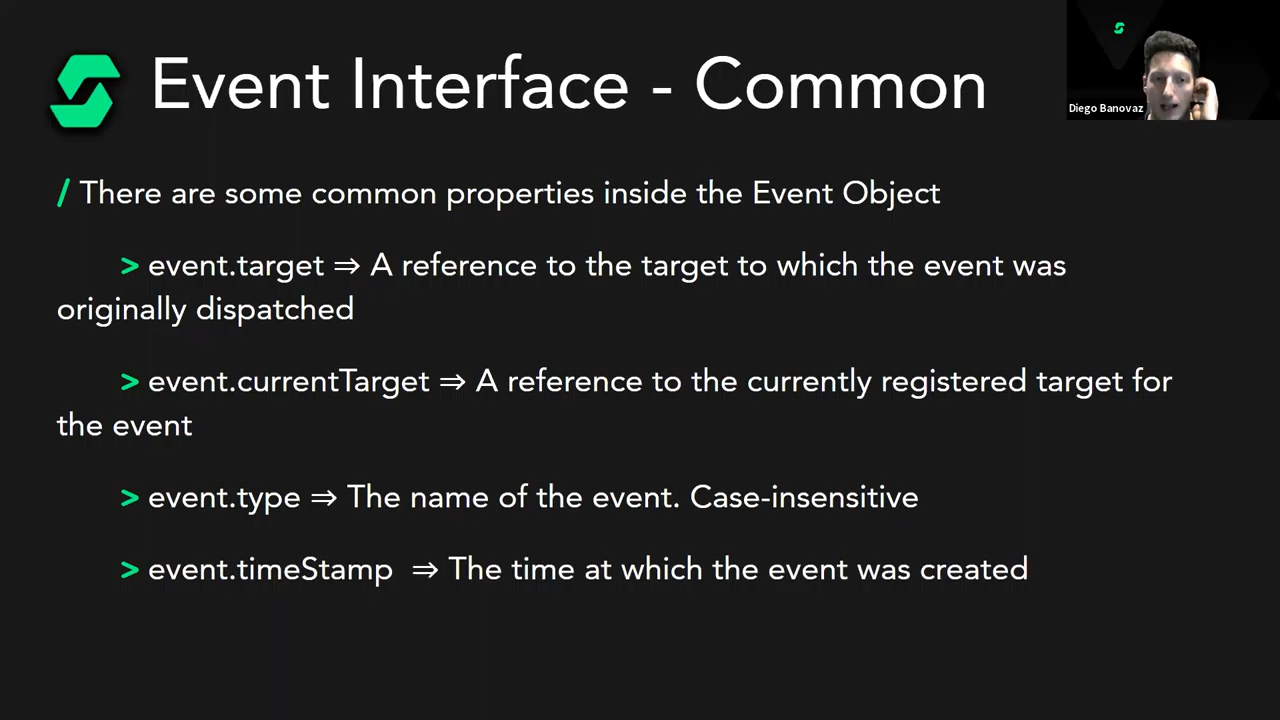 Event Interface - Common
Diego Banovaz
/ There are some common properties inside the Event Object
> event.target ⇒ A reference to the target to which the event was
originally dispatched
> event.currentTarget ⇒ A reference to the currently registered target for
the event
> event.type ⇒ The name of the event. Case-insensitive
> event.timeStamp ⇒ The time at which the event was created